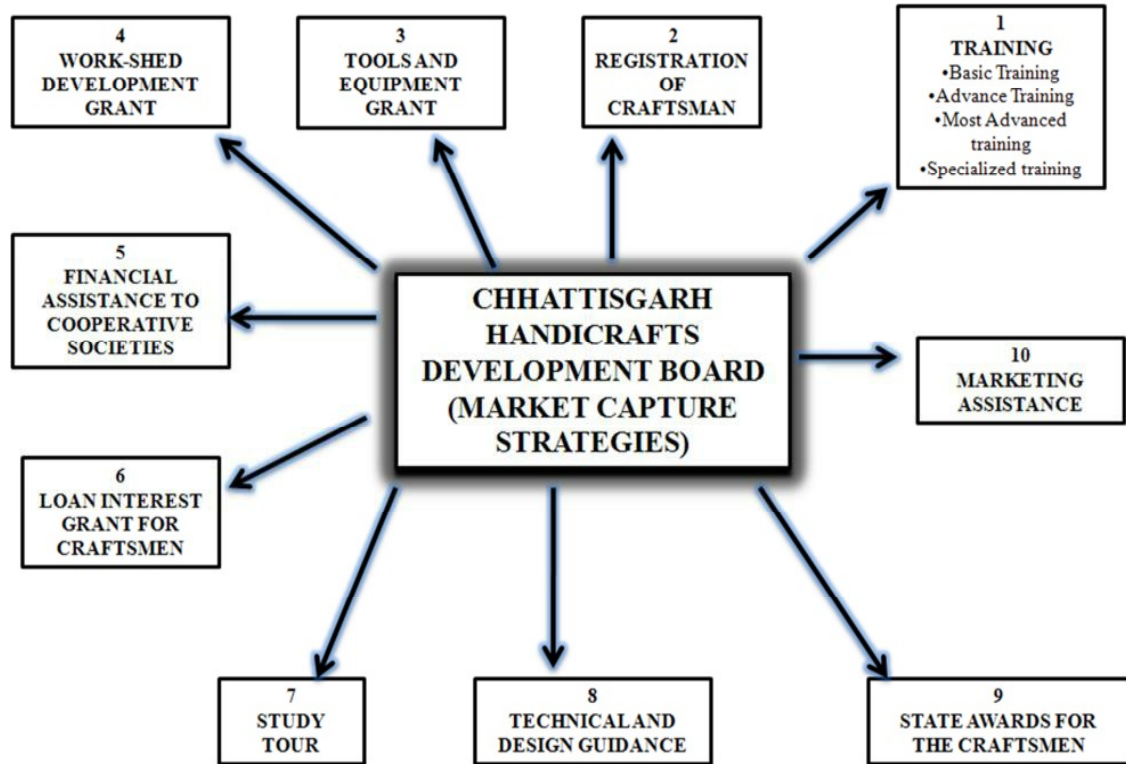 4
WORK-SHED
DEVELOPMENT
GRANT
3
TOOLS AND
EQUIPMENT
GRANT
2
REGISTRATION
OF
CRAFTSMAN
1
TRAINING
•Basic Training
•Advance Training
•Most Advanced
training
•Specialized training
5
FINANCIAL
ASSISTANCE TO
COOPERATIVE
SOCIETIES
CHHATTISGARH
HANDICRAFTS
DEVELOPMENT BOARD
(MARKET CAPTURE
STRATEGIES)
10
MARKETING
ASSISTANCE
6
LOAN INTEREST
GRANT FOR
CRAFTSMEN
7
STUDY
TOUR
8
TECHNICAL AND
DESIGN GUIDANCE
9
STATE AWARDS FOR
THE CRAFTSMEN